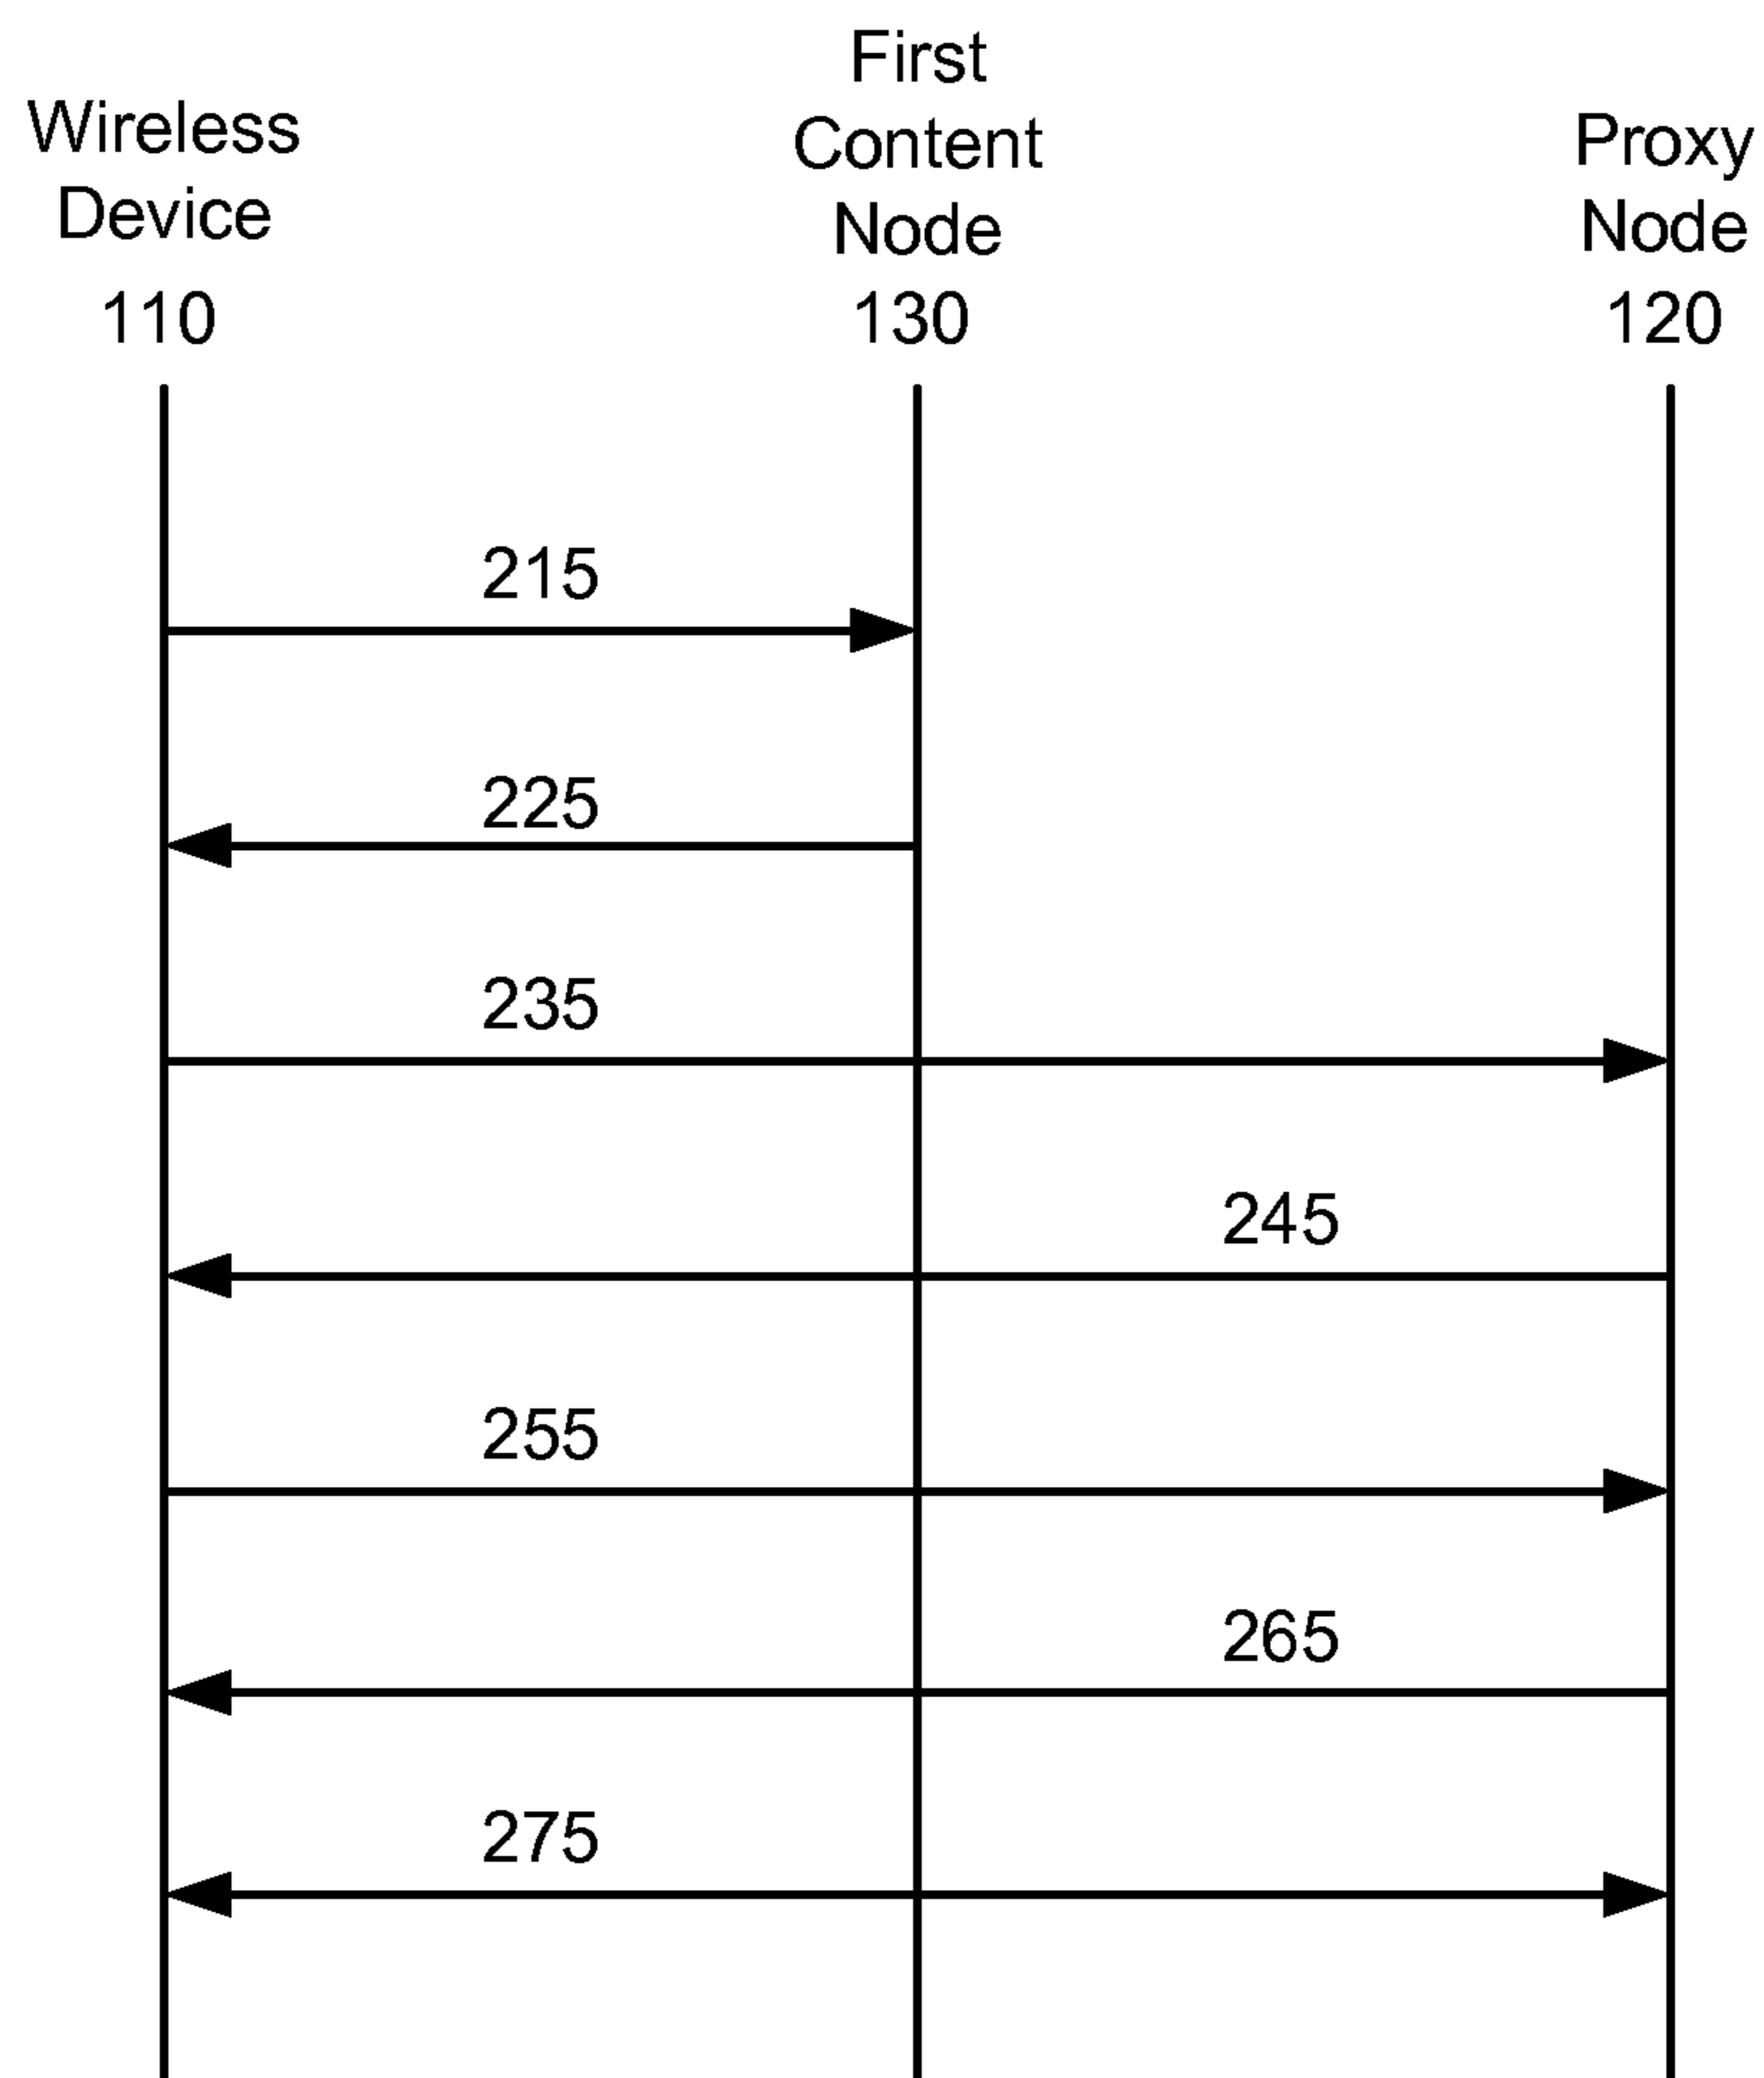 Wireless
Device
110
First
Content
Node
130
Proxy
Node
120
215
225
235
245
255
265
275